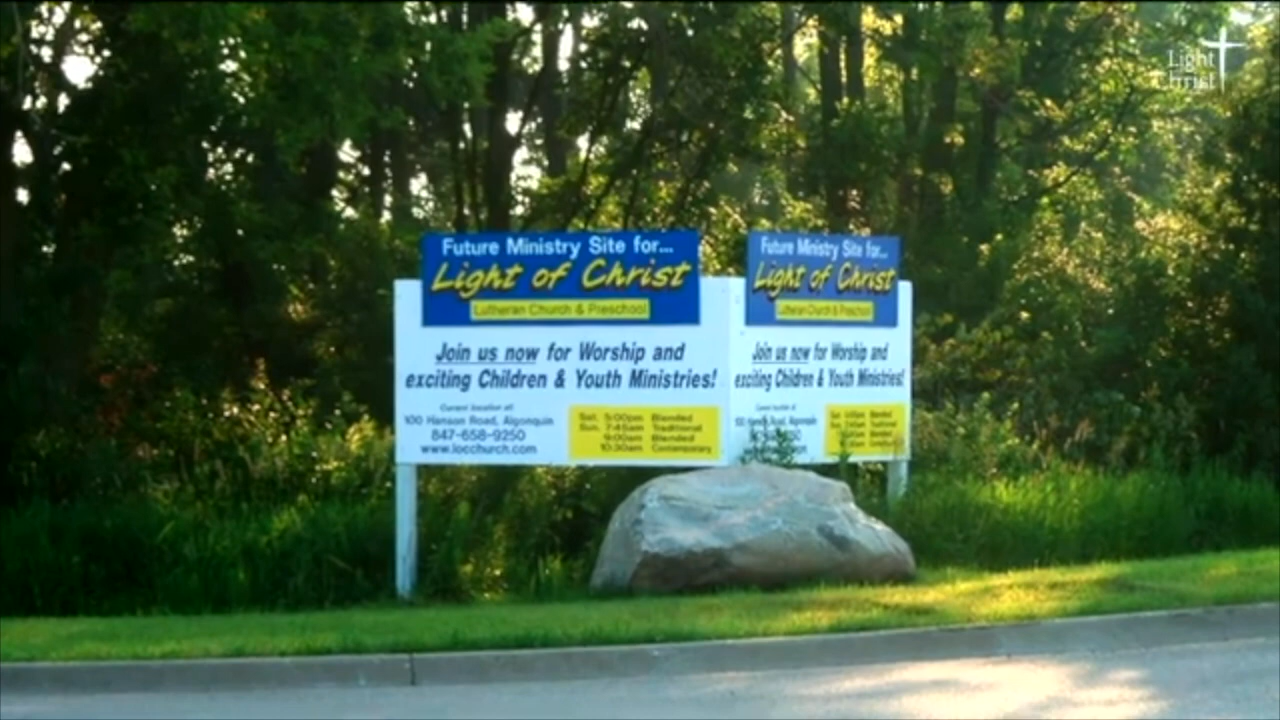 Light
Christ
Future Ministry Site for...
Light of Christ
Lutheran Church & Preschool
Join us now for Worship and
exciting Children & Youth Ministries!
Current location at:
100 Hanson Road, Algonquin
847-658-9250
www.locchurch.com
Sat. 5:00pm Blended
Sun. 7:45am Traditional
9:00am Blended
10:30am Contemporary
Future Ministry Site for...
Light of Christ
Lutheran Church & Preschool
Join us now for Worship and
exciting Children & Youth Ministries!
Road, Algonquin